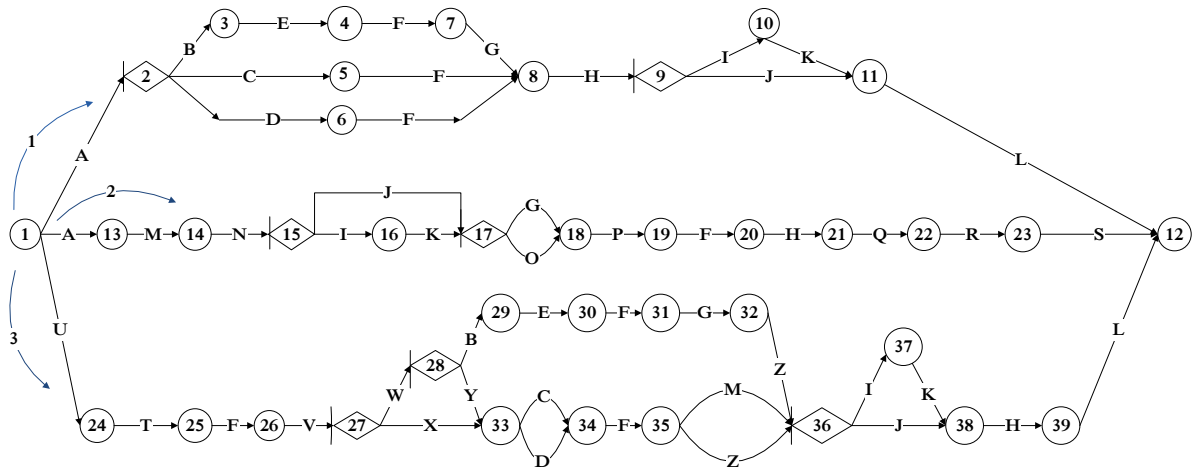 10
3 E 4 F 7
B G I K
2 C 5 F 8 H 9 J 11
D 6 F
1
A
L
2 J
G
1 A 13 M 14 N 15 I 16 K 17 18 P 19 F 20 H 21 Q 22 R 23 S 12
O
29 E 30 F 31 G 32
U B
3 L
37
28 Z
W Y C M I K
24 T 25 F 26 V 27 X 33 34 F 35 36 J 38 H 39
D Z